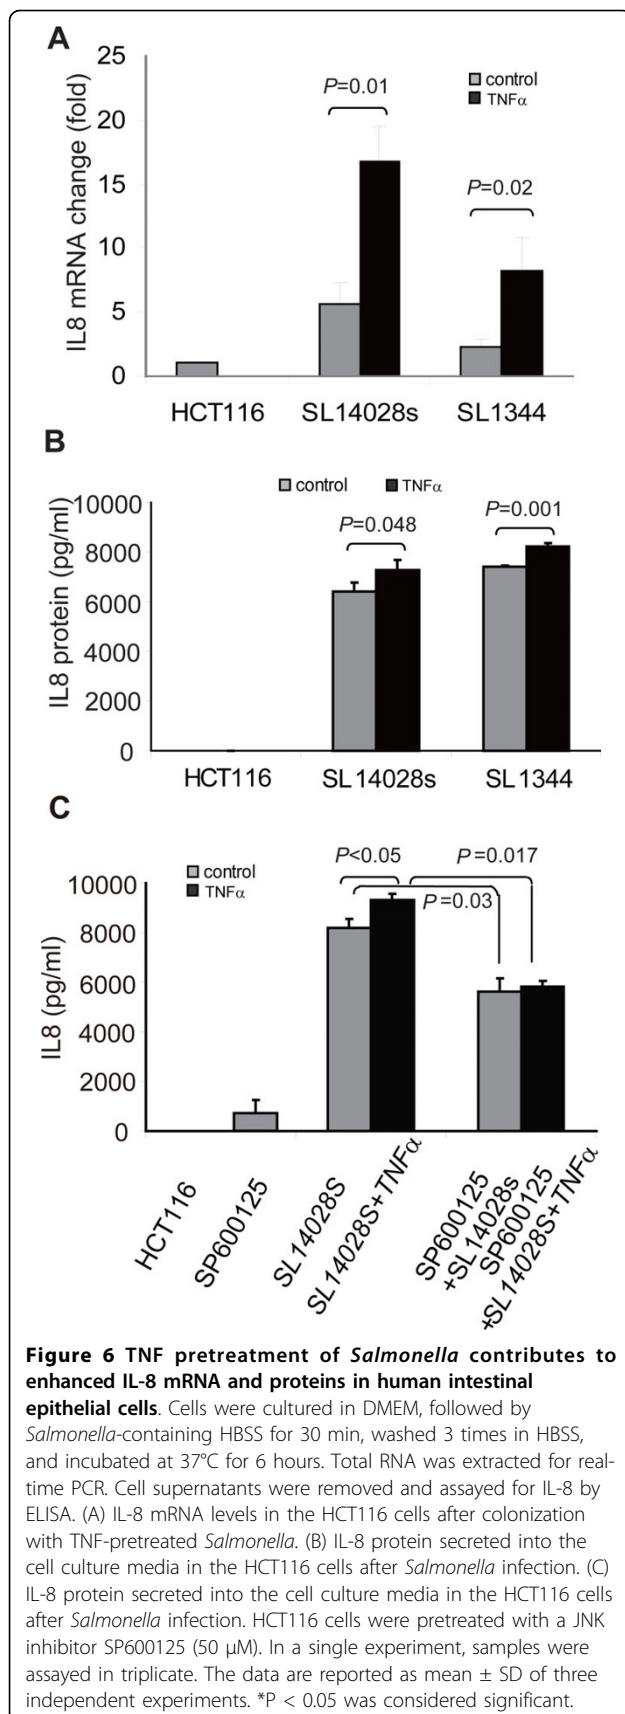 A
25
20
15
10
5
0
IL8 mRNA change (fold)
P=0.01
control
TNFα
P=0.02
HCT116 SL14028s SL1344
B
control TNFα
10000
8000
6000
4000
2000
0
IL8 protein (pg/ml)
P=0.048
P=0.001
HCT116 SL14028s SL1344
C
control
TNFα
P<0.05
P=0.017
P=0.03
10000
8000
6000
4000
2000
0
IL8 (pg/ml)
HCT116
SP600125
SL14028S
SL14028S+TNFα
SP600125
+SL14028s
SP600125
+SL14028S+TNFα
Figure 6 TNF pretreatment of Salmonella contributes to
enhanced IL-8 mRNA and proteins in human intestinal
epithelial cells. Cells were cultured in DMEM, followed by
Salmonella-containing HBSS for 30 min, washed 3 times in HBSS,
and incubated at 37°C for 6 hours. Total RNA was extracted for real-
time PCR. Cell supernatants were removed and assayed for IL-8 by
ELISA. (A) IL-8 mRNA levels in the HCT116 cells after colonization
with TNF-pretreated Salmonella. (B) IL-8 protein secreted into the
cell culture media in the HCT116 cells after Salmonella infection. (C)
IL-8 protein secreted into the cell culture media in the HCT116 cells
after Salmonella infection. HCT116 cells were pretreated with a JNK
inhibitor SP600125 (50 μM). In a single experiment, samples were
assayed in triplicate. The data are reported as mean ± SD of three
independent experiments. *P < 0.05 was considered significant.